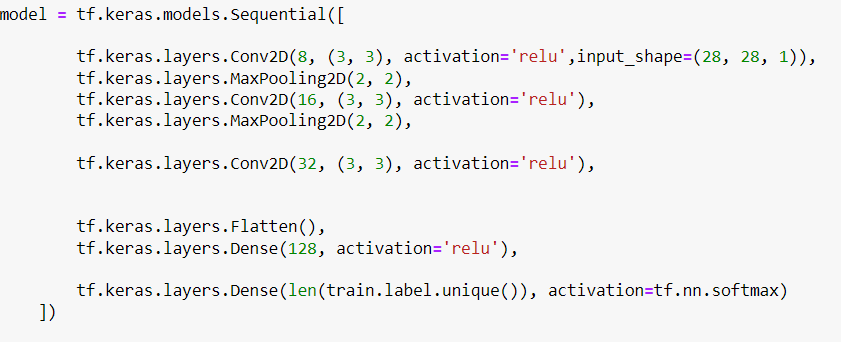 model = tf.keras.models.Sequential([
tf.keras.layers.Conv2D(8, (3, 3), activation='relu',input_shape=(28, 28, 1)),
tf.keras.layers.MaxPooling2D(2, 2),
tf.keras.layers.Conv2D(16, (3, 3), activation='relu'),
tf.keras.layers.MaxPooling2D(2, 2),
tf.keras.layers.Conv2D(32, (3, 3), activation='relu'),
tf.keras.layers.Flatten(),
tf.keras.layers.Dense(128, activation='relu'),
tf.keras.layers.Dense(len(train.label.unique()), activation=tf.nn.softmax)
])